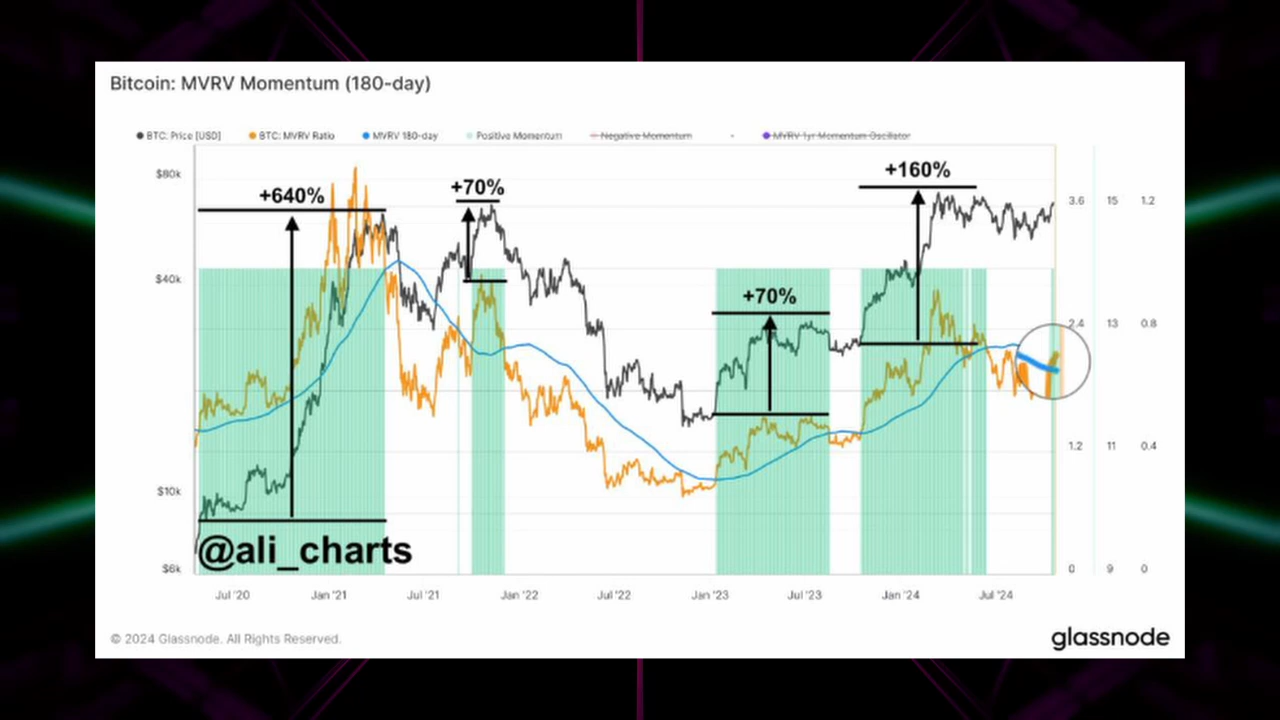 Bitcoin: MVRV Momentum (180-day)
BTC: Price [USD] BTC: MVRV Ratio MVRV 180-day Positive Momentum Negative Momentum - MVRV 1yr Momentum Oscillator
+640% +70% +70% +160%
$80k
$40k
$10k
$6k
3.6 15 1.2
2.4 13 0.8
1.2 11 0.4
0 9 0
@ali_charts
Jul '20 Jan '21 Jul '21 Jan '22 Jul '22 Jan '23 Jul '23 Jan '24 Jul '24
© 2024 Glassnode. All Rights Reserved.
glassnode